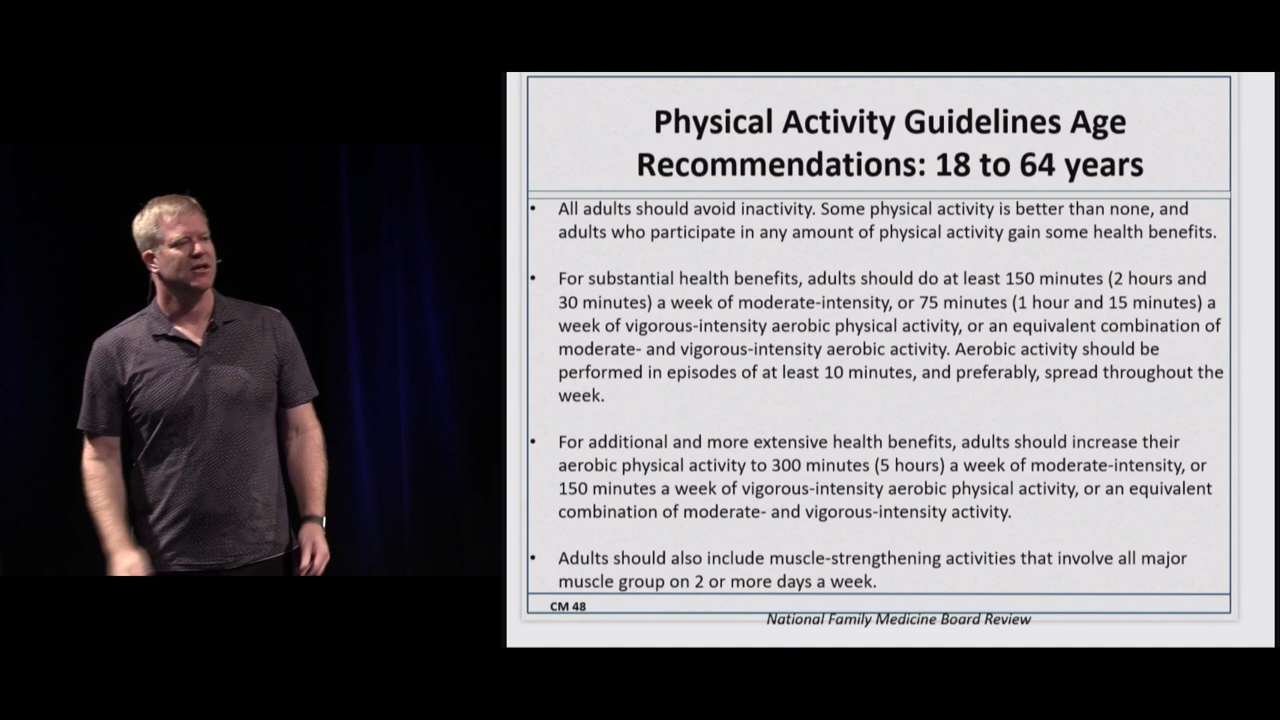 Physical Activity Guidelines Age
Recommendations: 18 to 64 years
• All adults should avoid inactivity. Some physical activity is better than none, and
adults who participate in any amount of physical activity gain some health benefits.
• For substantial health benefits, adults should do at least 150 minutes (2 hours and
30 minutes) a week of moderate-intensity, or 75 minutes (1 hour and 15 minutes) a
week of vigorous-intensity aerobic physical activity, or an equivalent combination of
moderate- and vigorous-intensity aerobic activity. Aerobic activity should be
performed in episodes of at least 10 minutes, and preferably, spread throughout the
week.
• For additional and more extensive health benefits, adults should increase their
aerobic physical activity to 300 minutes (5 hours) a week of moderate-intensity, or
150 minutes a week of vigorous-intensity aerobic physical activity, or an equivalent
combination of moderate- and vigorous-intensity activity.
• Adults should also include muscle-strengthening activities that involve all major
muscle group on 2 or more days a week.
CM 48
National Family Medicine Board Review